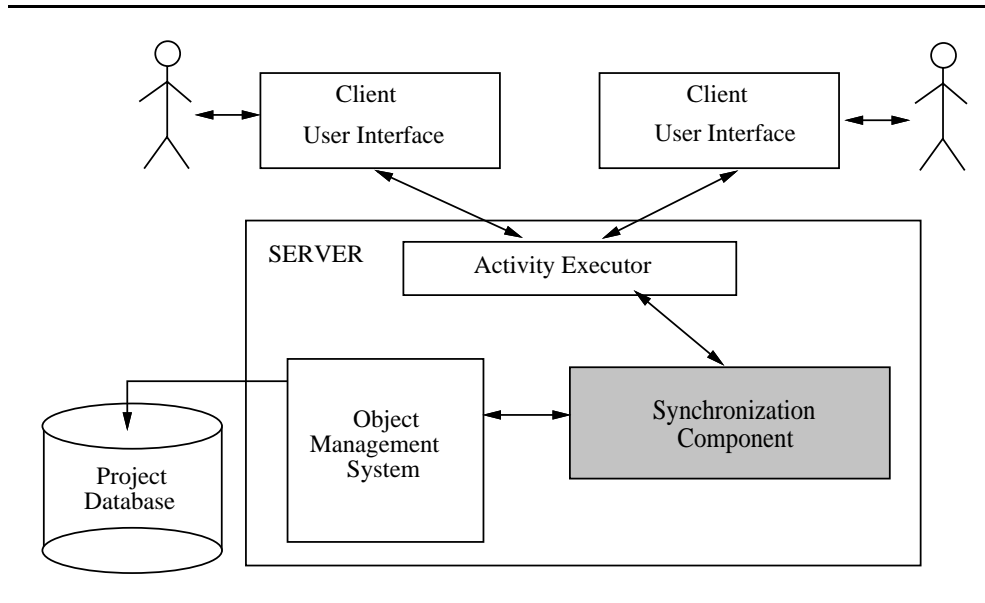 Client
User Interface
Client
User Interface
SERVER
Activity Executor
Object
Management
System
Synchronization
Component
Project
Database